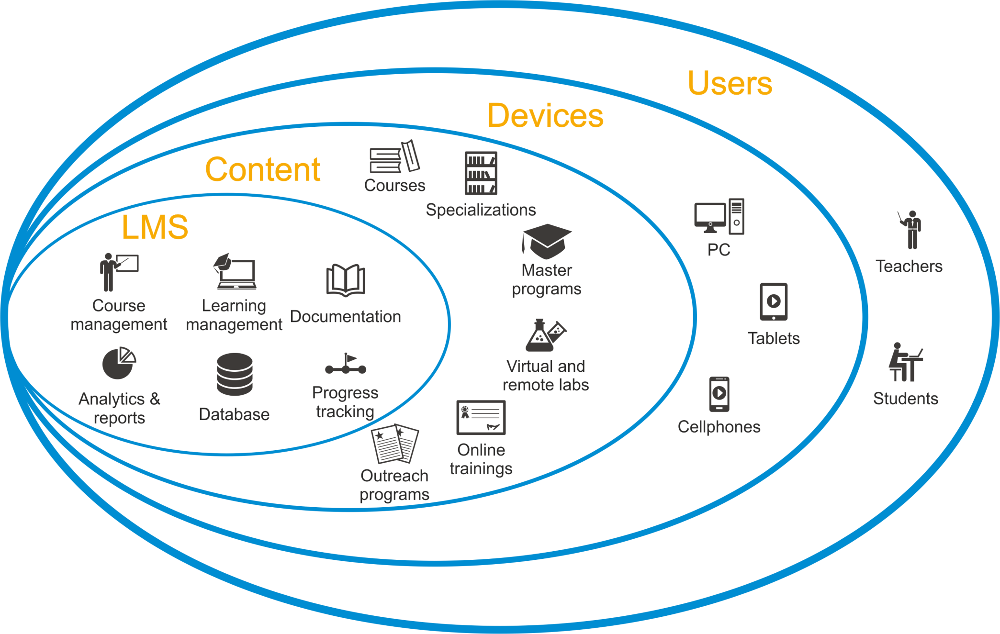 Users
Devices
Content
LMS
Courses
Specializations
Master
programs
Virtual and
remote labs
Online
trainings
Outreach
programs
Course
management
Learning
management
Documentation
Analytics &
reports
Database
Progress
tracking
PC
Tablets
Cellphones
Teachers
Students